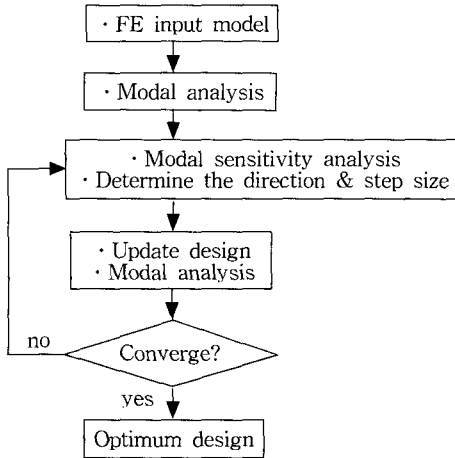 · FE input model
· Modal analysis
· Modal sensitivity analysis
· Determine the direction & step size
· Update design
· Modal analysis
no
Converge?
yes
Optimum design